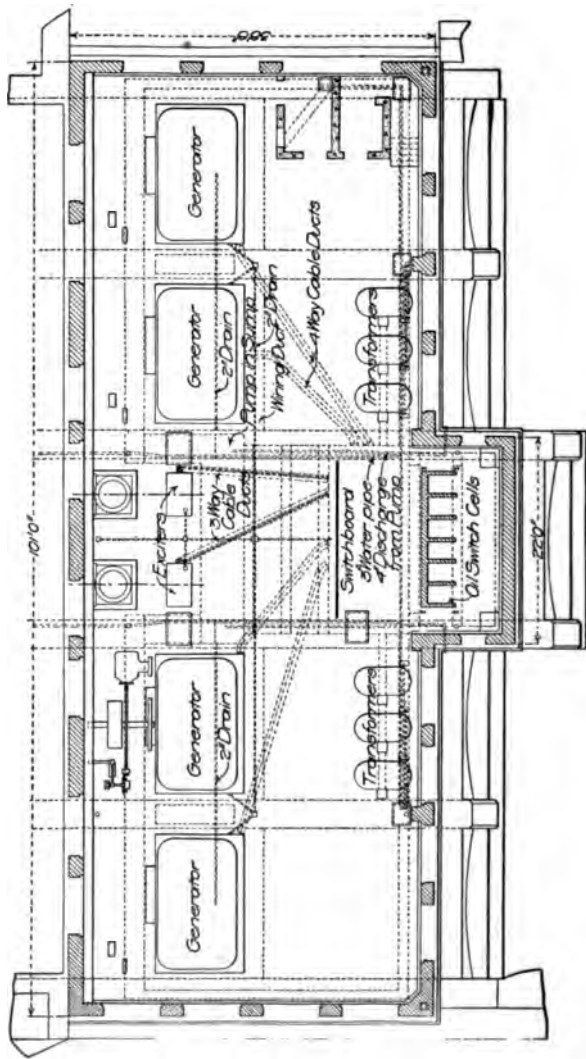 101'0"
Generator
Generator
2" Drain
Exciters
3 Way
Cable
Ducts
Generator
2" Drain
Pump in Sump
Wiring Duct
2" Drain
4 Way Cable Ducts
Generator
Transformers
Switchboard
3" Water pipe
4" Discharge
from Pump
Transformers
Oil Switch Cells
22'0"